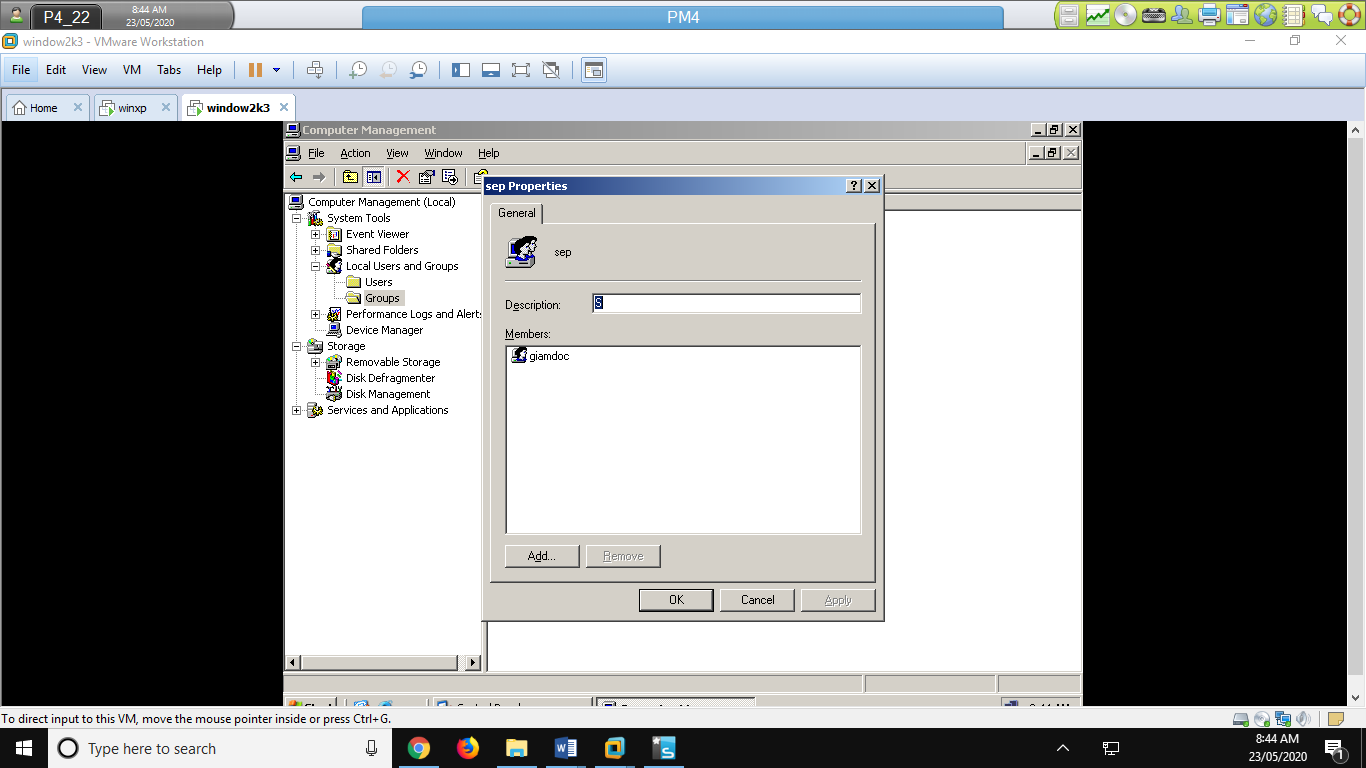 P4_22
8:44 AM
23/05/2020
PM4
window2k3 - VMware Workstation
File Edit View VM Tabs Help
Home winxp window2k3
Computer Management
File Action View Window Help
sep Properties
Computer Management (Local)
System Tools
Event Viewer
Shared Folders
Local Users and Groups
Users
Groups
Performance Logs and Alert
Device Manager
Storage
Removable Storage
Disk Defragmenter
Disk Management
Services and Applications
General
sep
Description: S
Members:
giamdoc
Add... Remove
OK Cancel Apply
To direct input to this VM, move the mouse pointer inside or press Ctrl+G.
Type here to search
8:44 AM
23/05/2020
1